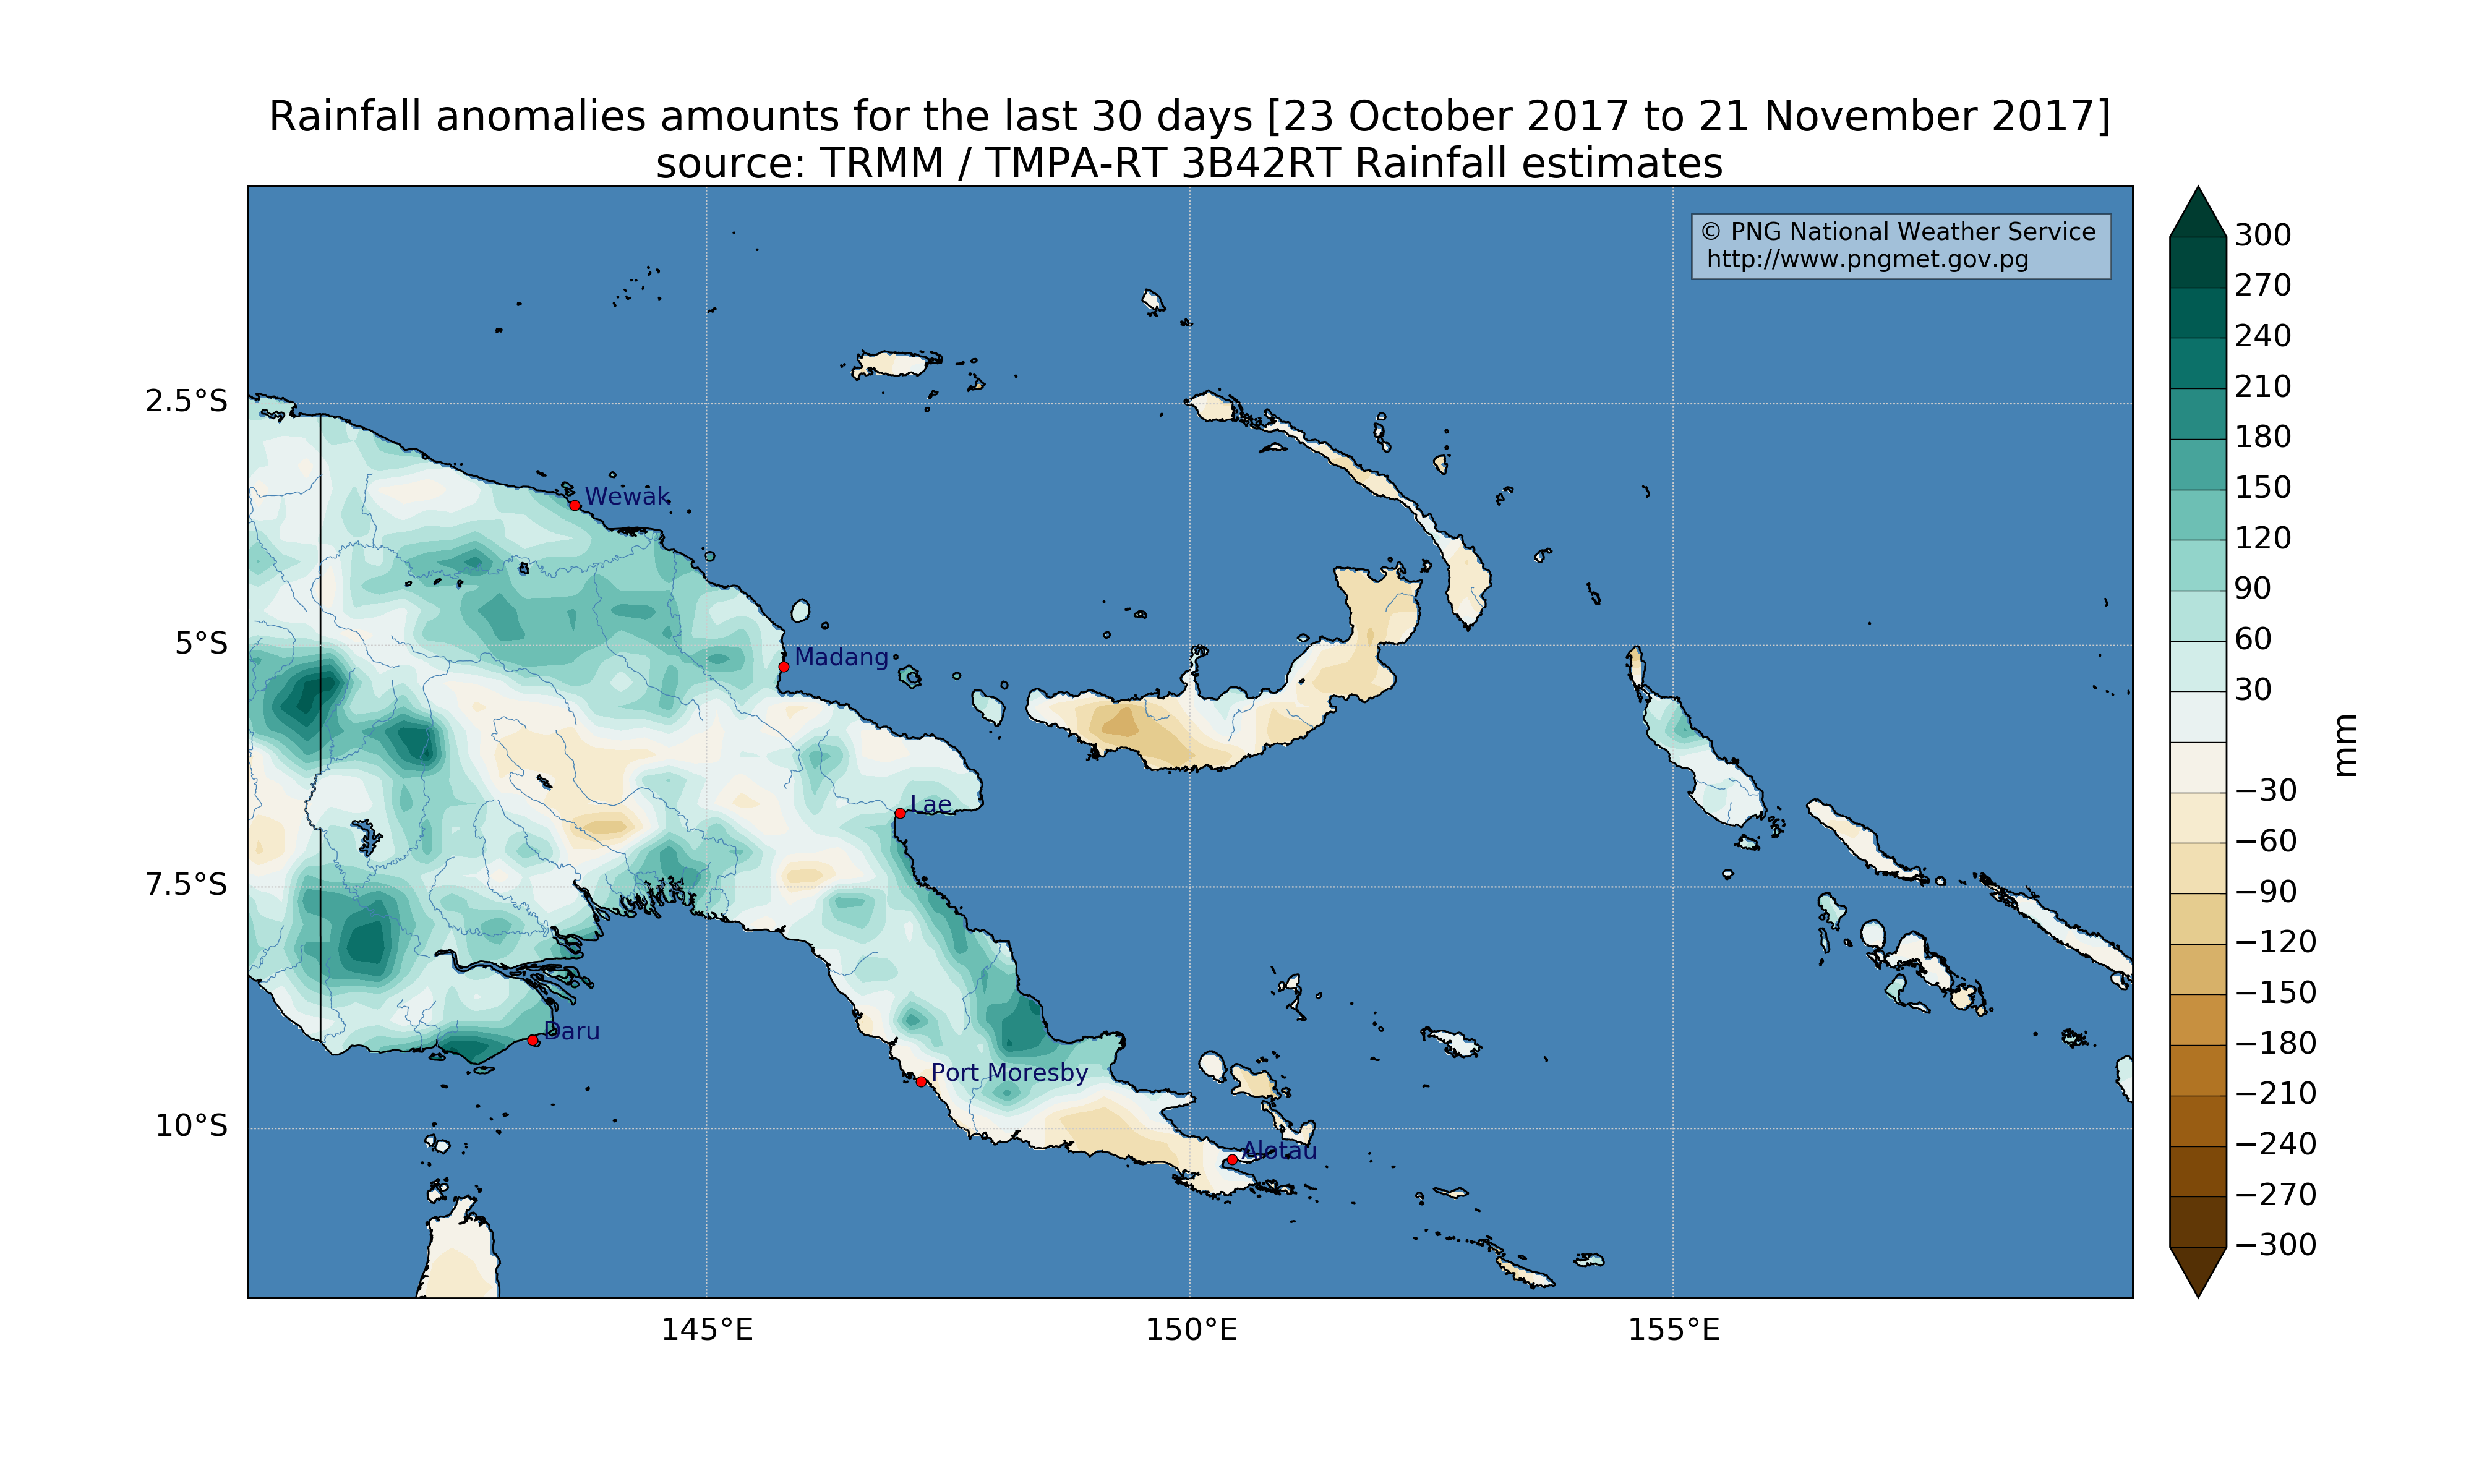 Rainfall anomalies amounts for the last 30 days [23 October 2017 to 21 November 2017]
source: TRMM / TMPA-RT 3B42RT Rainfall estimates
© PNG National Weather Service
http://www.pngmet.gov.pg
2.5°S
5°S
7.5°S
10°S
145°E
150°E
155°E
Wewak
Madang
Lae
Daru
Port Moresby
Alotau
300
270
240
210
180
150
120
90
60
30
−30
−60
−90
−120
−150
−180
−210
−240
−270
−300
mm